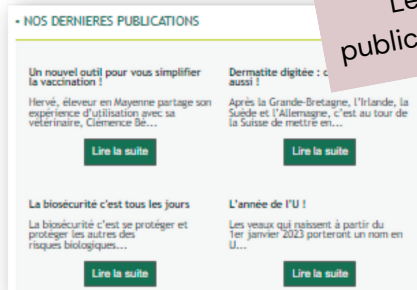 • NOS DERNIERES PUBLICATIONS
Le
public
Un nouvel outil pour vous simplifier
la vaccination !
Hervé, éleveur en Mayenne partage son
expérience d'utilisation avec sa
vétérinaire, Clémence Be...
Lire la suite
Dermatite digitée :
aussi !
Après la Grande-Bretagne, l'Irlande, la
Suède et l'Allemagne, c'est au tour de
la Suisse de mettre en...
Lire la suite
La biosécurité c'est tous les jours
La biosécurité c'est se protéger et
protéger les autres des
risques biologiques...
Lire la suite
L'année de l'U !
Les veaux qui naissent à partir du
1er janvier 2023 porteront un nom en
U...
Lire la suite